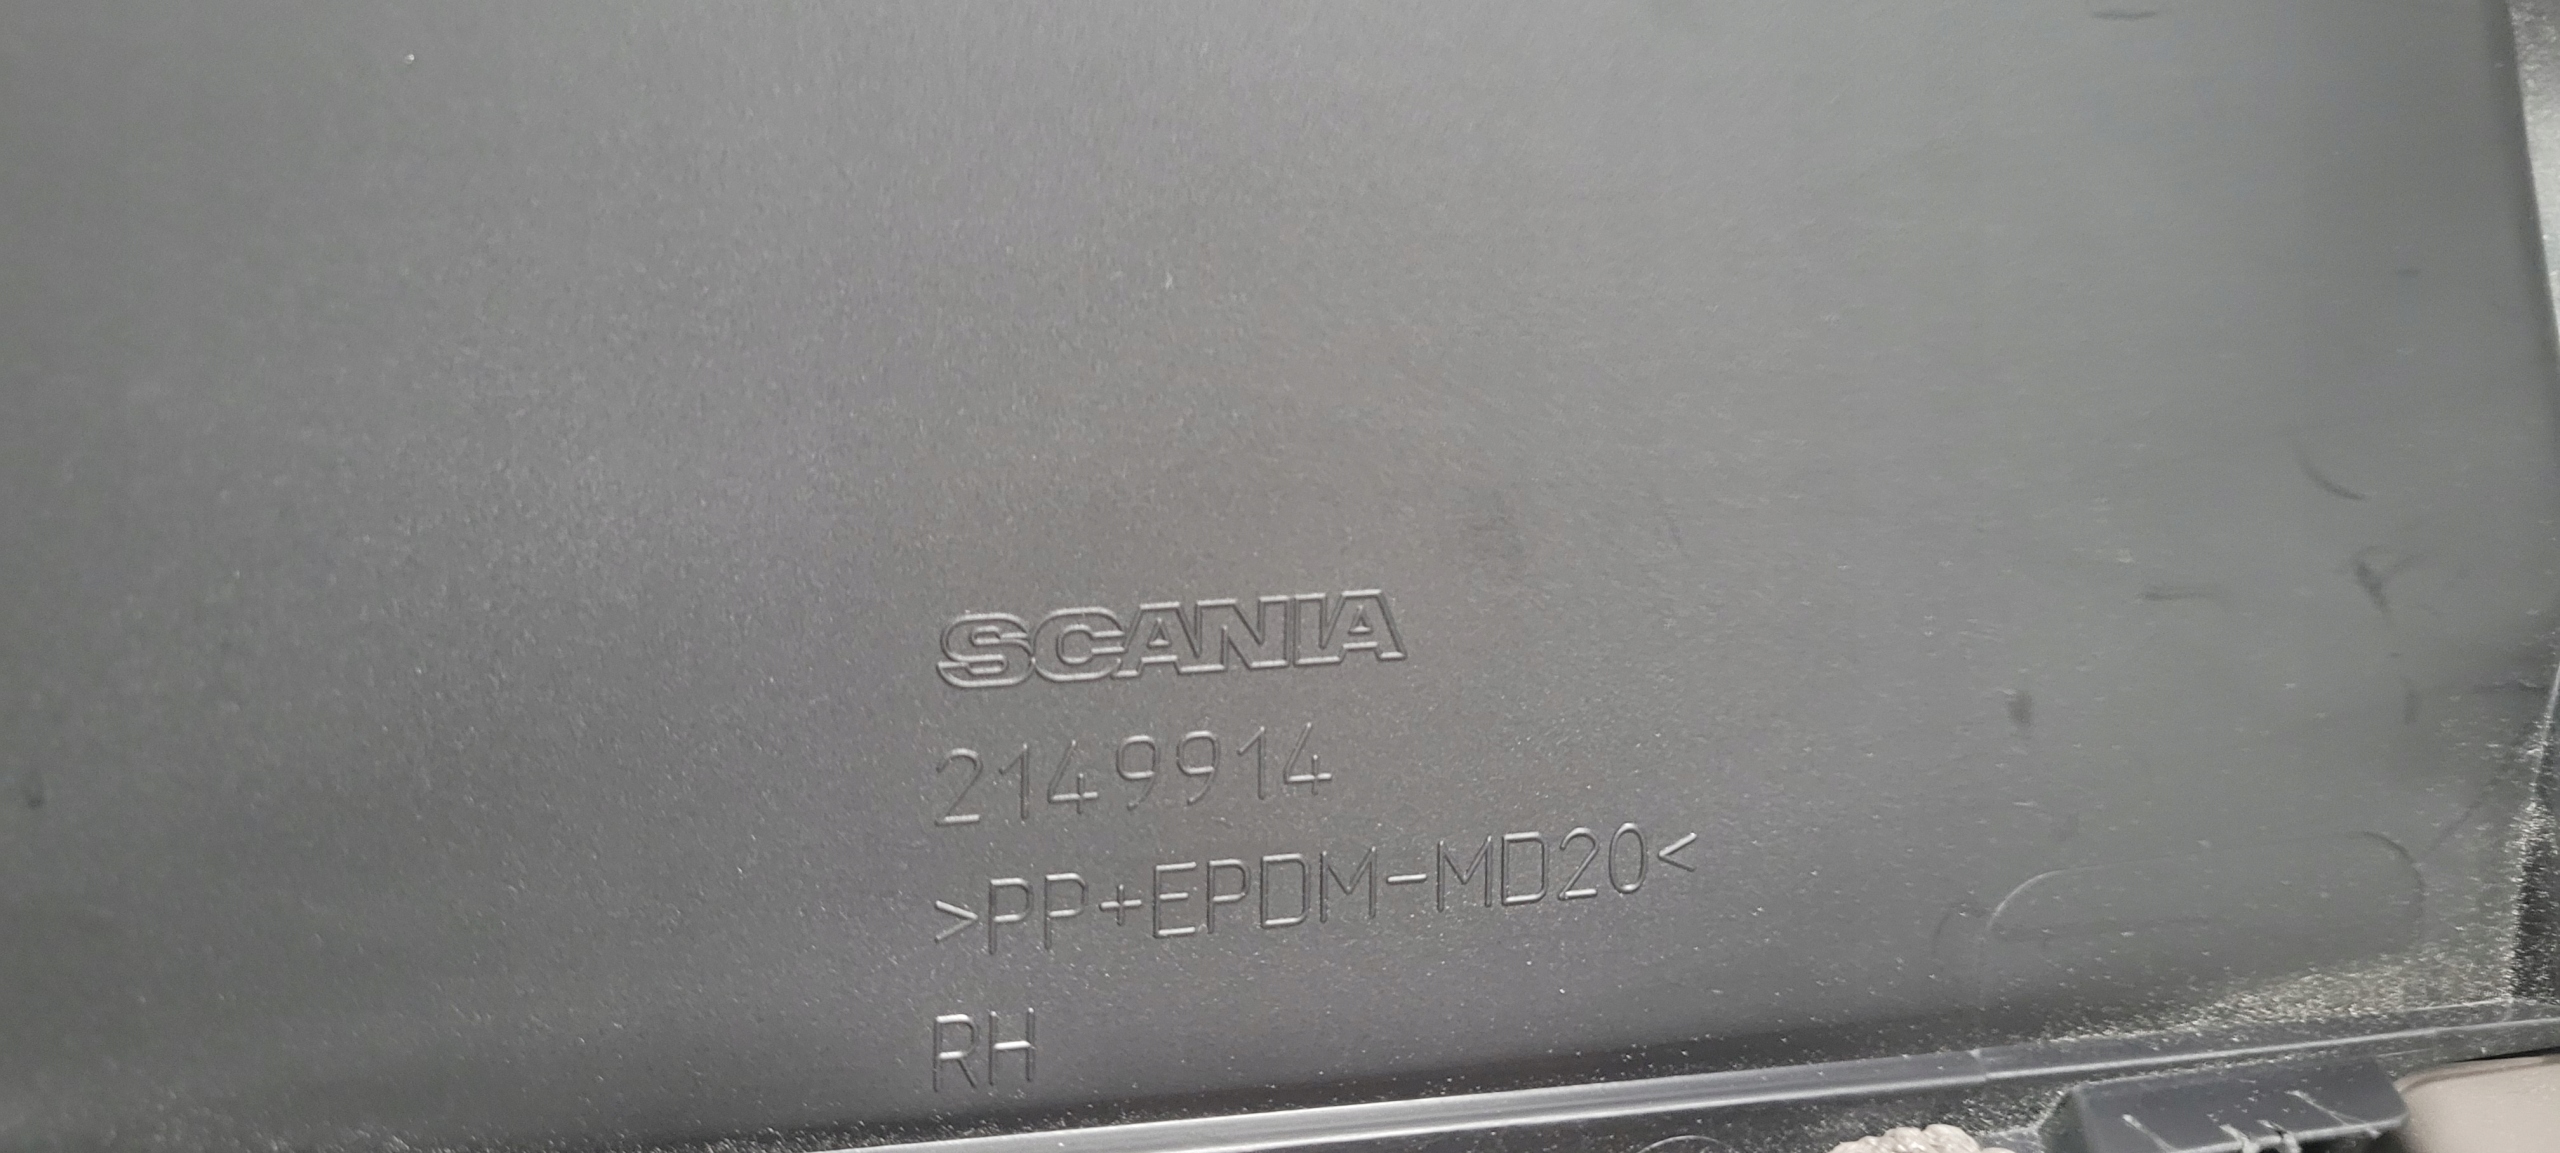 SCANIA
2149914
>PP+EPDM-MD20<
RH